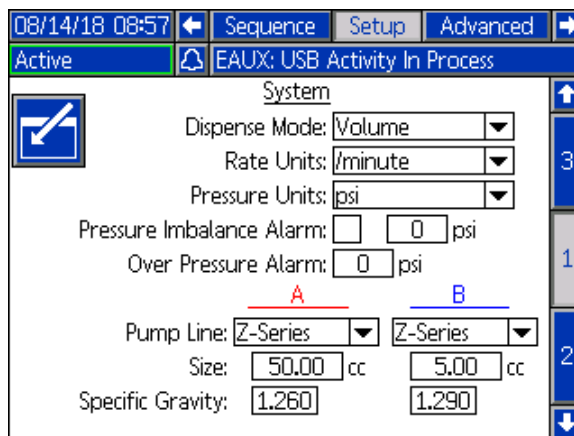 08/14/18 08:57 Sequence Setup Advanced
Active EAUX: USB Activity In Process
System
Dispense Mode: Volume
Rate Units: /minute
3
Pressure Units: psi
Pressure Imbalance Alarm: 0 psi
Over Pressure Alarm: 0 psi
1
A B
Pump Line: Z-Series Z-Series
Size: 50.00 cc 5.00 cc
2
Specific Gravity: 1.260 1.290